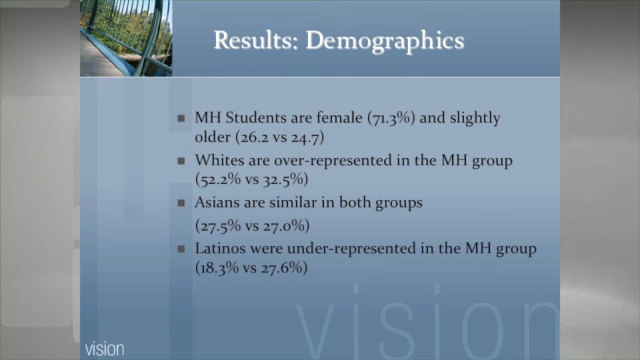 Results: Demographics
▪ MH Students are female (71.3%) and slightly
older (26.2 vs 24.7)
▪ Whites are over-represented in the MH group
(52.2% vs 32.5%)
▪ Asians are similar in both groups
(27.5% vs 27.0%)
▪ Latinos were under-represented in the MH group
(18.3% vs 27.6%)
vision
vision